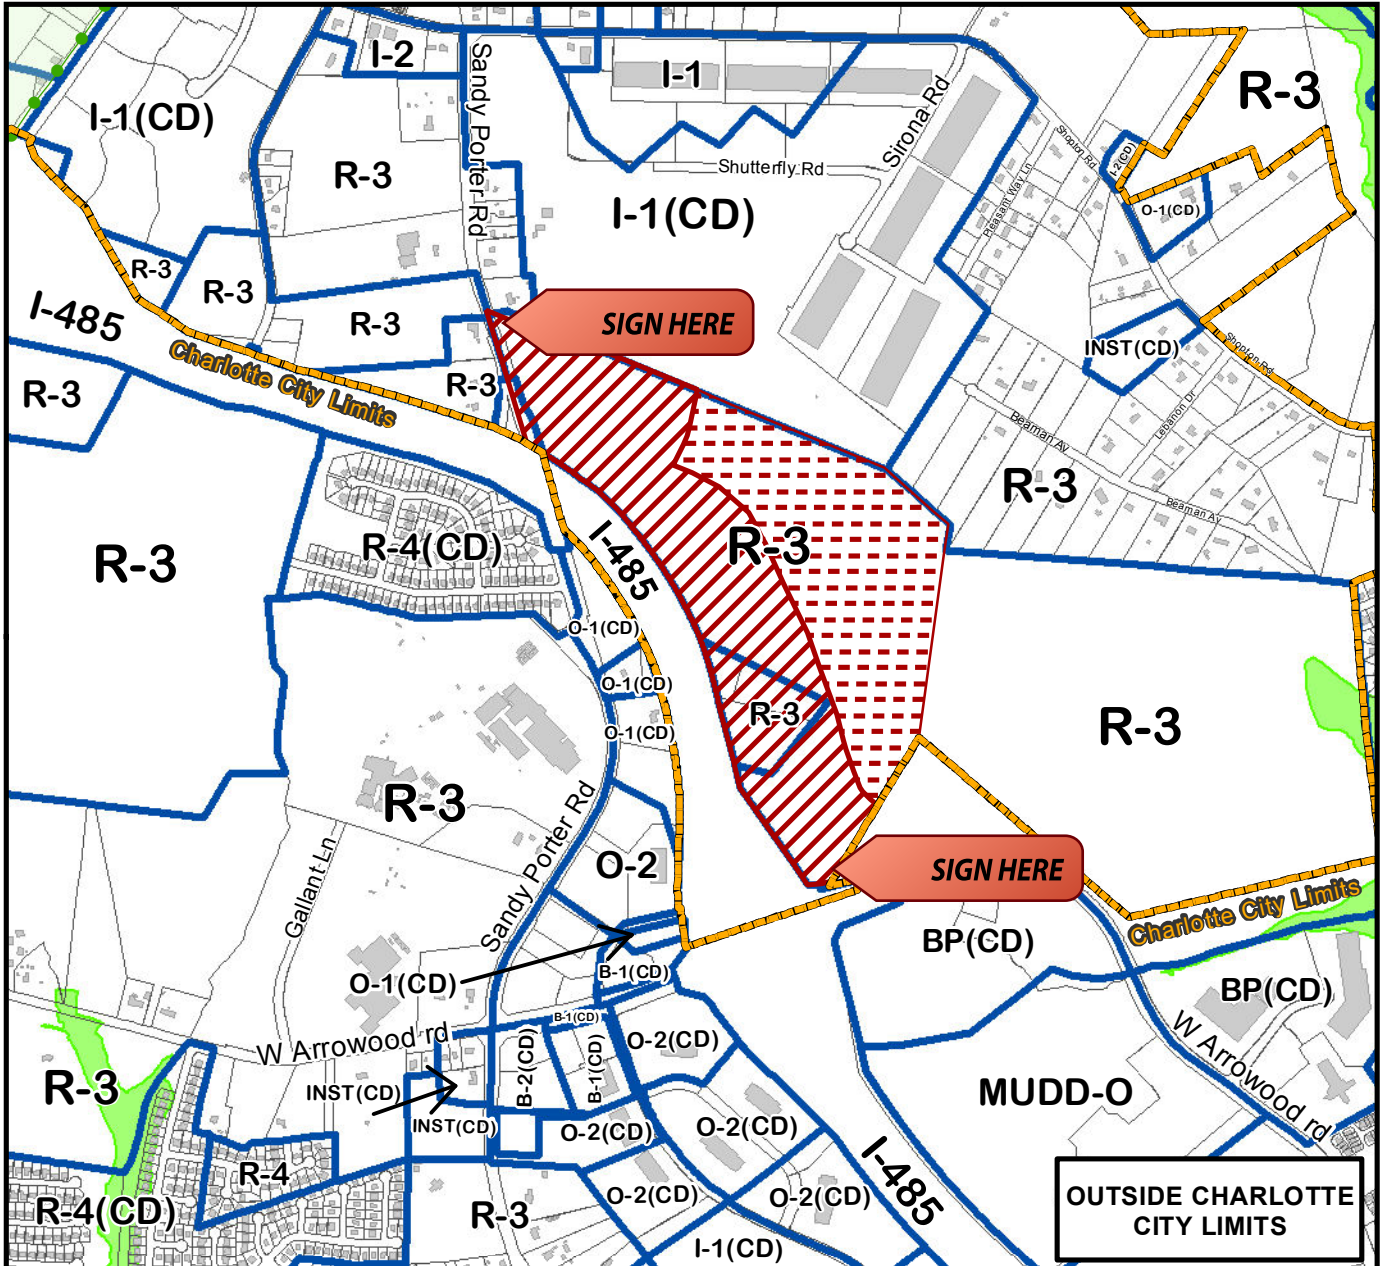 I-2
Sandy Porter Rd
I-1
R-3
I-1(CD)
Sirona Rd
Shopton Rd
I-2(CD)
Shutterfly Rd
R-3
Pleasant Way Ln
O-1(CD)
I-1(CD)
R-3
R-3
I-485
R-3
SIGN HERE
INST(CD)
Shopton Rd
Charlotte City Limits
R-3
R-3
Lebanon Dr
Beaman Av
R-3
Beaman Av
R-4(CD)
I-485
R-3
R-3
O-1(CD)
O-1(CD)
R-3
O-1(CD)
R-3
R-3
Sandy Porter Rd
O-2
SIGN HERE
Gallant Ln
Charlotte City Limits
BP(CD)
O-1(CD)
B-1(CD)
BP(CD)
B-1(CD)
W Arrowood rd
O-2(CD)
B-2(CD)
B-1(CD)
W Arrowood rd
R-3
INST(CD)
MUDD-O
INST(CD)
O-2(CD)
O-2(CD)
R-4
I-485
O-2(CD)
O-2(CD)
R-4(CD)
R-3
I-1(CD)
OUTSIDE CHARLOTTE
CITY LIMITS